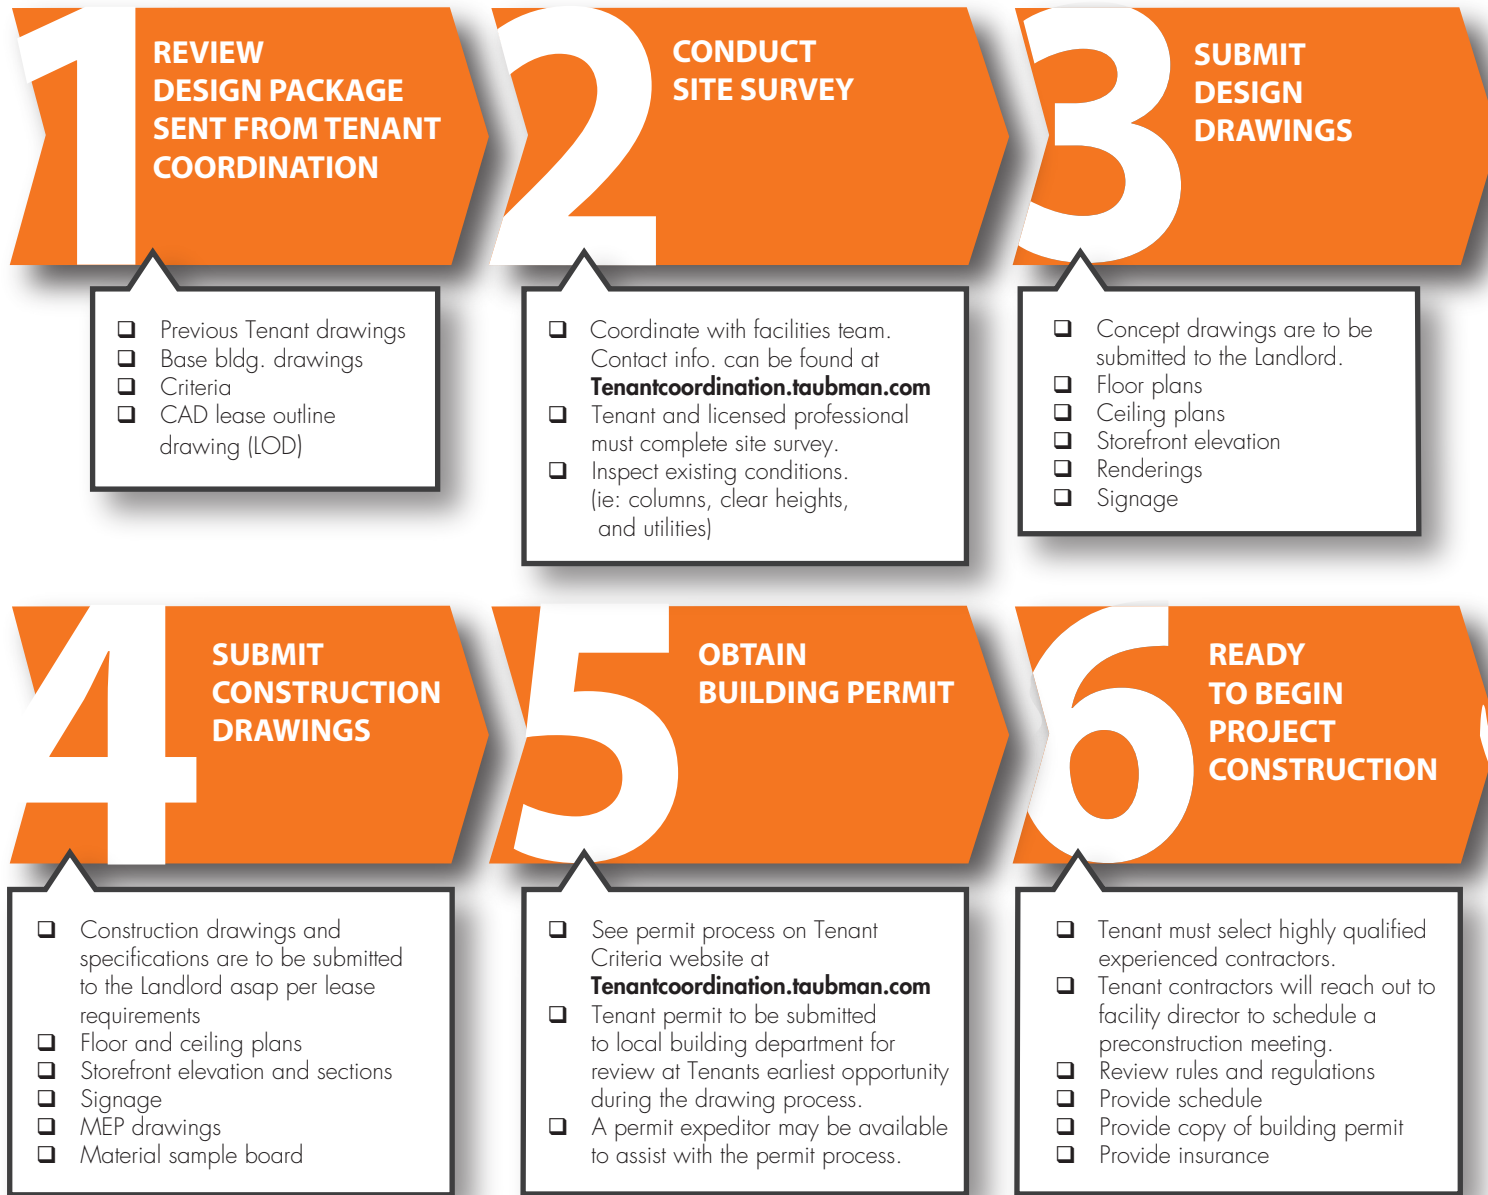 1
REVIEW
DESIGN PACKAGE
SENT FROM TENANT
COORDINATION
❑ Previous Tenant drawings
❑ Base bldg. drawings
❑ Criteria
❑ CAD lease outline
drawing (LOD)
2
CONDUCT
SITE SURVEY
❑ Coordinate with facilities team.
Contact info. can be found at
Tenantcoordination.taubman.com
❑ Tenant and licensed professional
must complete site survey.
❑ Inspect existing conditions.
(ie: columns, clear heights,
and utilities)
3
SUBMIT
DESIGN
DRAWINGS
❑ Concept drawings are to be
submitted to the Landlord.
❑ Floor plans
❑ Ceiling plans
❑ Storefront elevation
❑ Renderings
❑ Signage
4
SUBMIT
CONSTRUCTION
DRAWINGS
❑ Construction drawings and
specifications are to be submitted
to the Landlord asap per lease
requirements
❑ Floor and ceiling plans
❑ Storefront elevation and sections
❑ Signage
❑ MEP drawings
❑ Material sample board
5
OBTAIN
BUILDING PERMIT
❑ See permit process on Tenant
Criteria website at
Tenantcoordination.taubman.com
❑ Tenant permit to be submitted
to local building department for
review at Tenants earliest opportunity
during the drawing process.
❑ A permit expeditor may be available
to assist with the permit process.
6
READY
TO BEGIN
PROJECT
CONSTRUCTION
❑ Tenant must select highly qualified
experienced contractors.
❑ Tenant contractors will reach out to
facility director to schedule a
preconstruction meeting.
❑ Review rules and regulations
❑ Provide schedule
❑ Provide copy of building permit
❑ Provide insurance